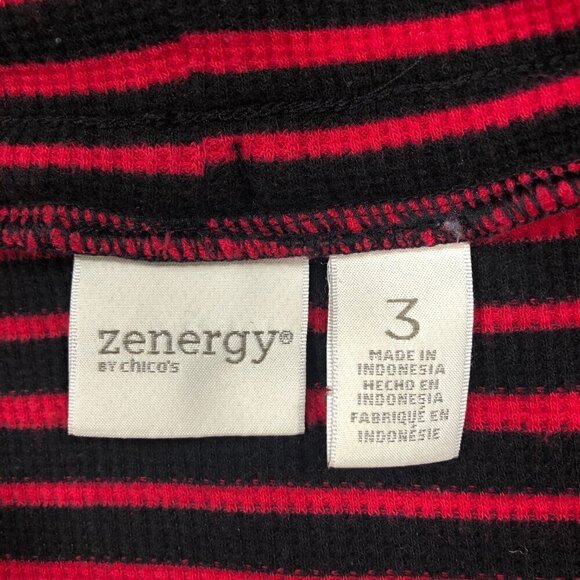 zenergy®
BY chico's
3
MADE IN
INDONESIA
HECHO EN
INDONESIA
FABRIQUÉ EN
INDONÉSIE